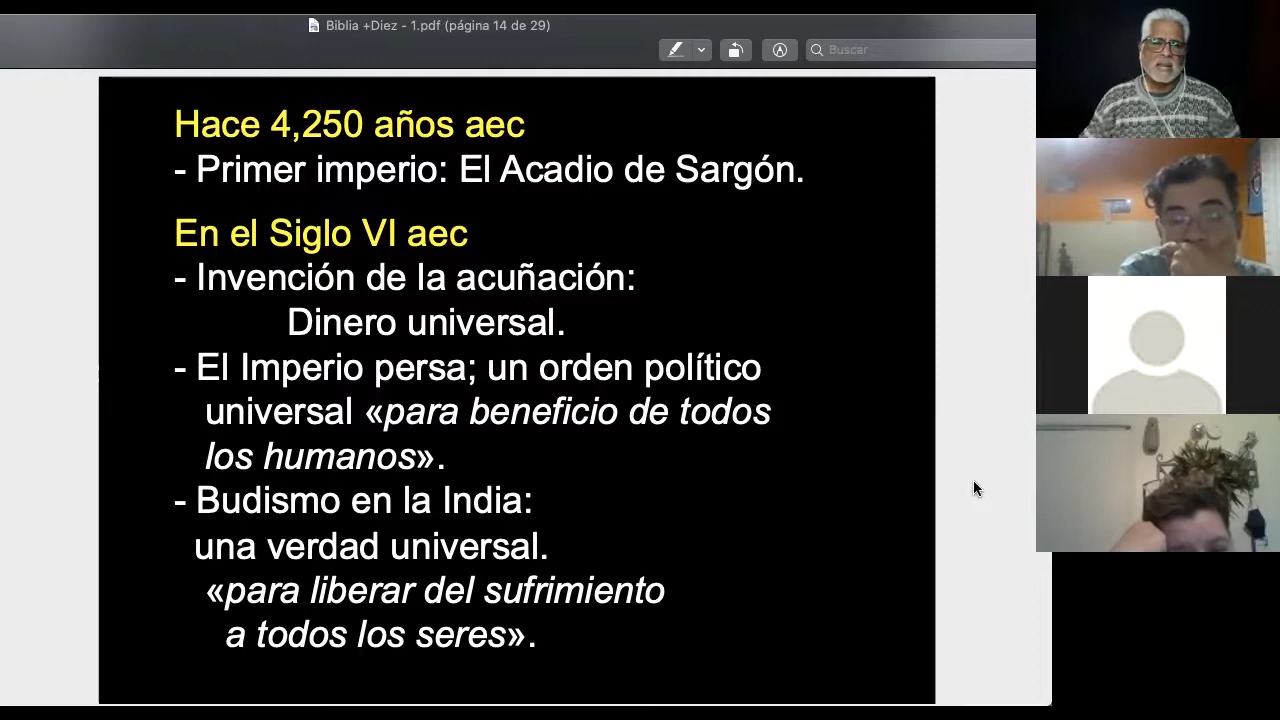 Biblia +Diez - 1.pdf (página 14 de 29)
Buscar
Hace 4,250 años aec
- Primer imperio: El Acadio de Sargón.
En el Siglo VI aec
- Invención de la acuñación:
Dinero universal.
- El Imperio persa; un orden político
universal «para beneficio de todos
los humanos».
- Budismo en la India:
una verdad universal.
«para liberar del sufrimiento
a todos los seres».